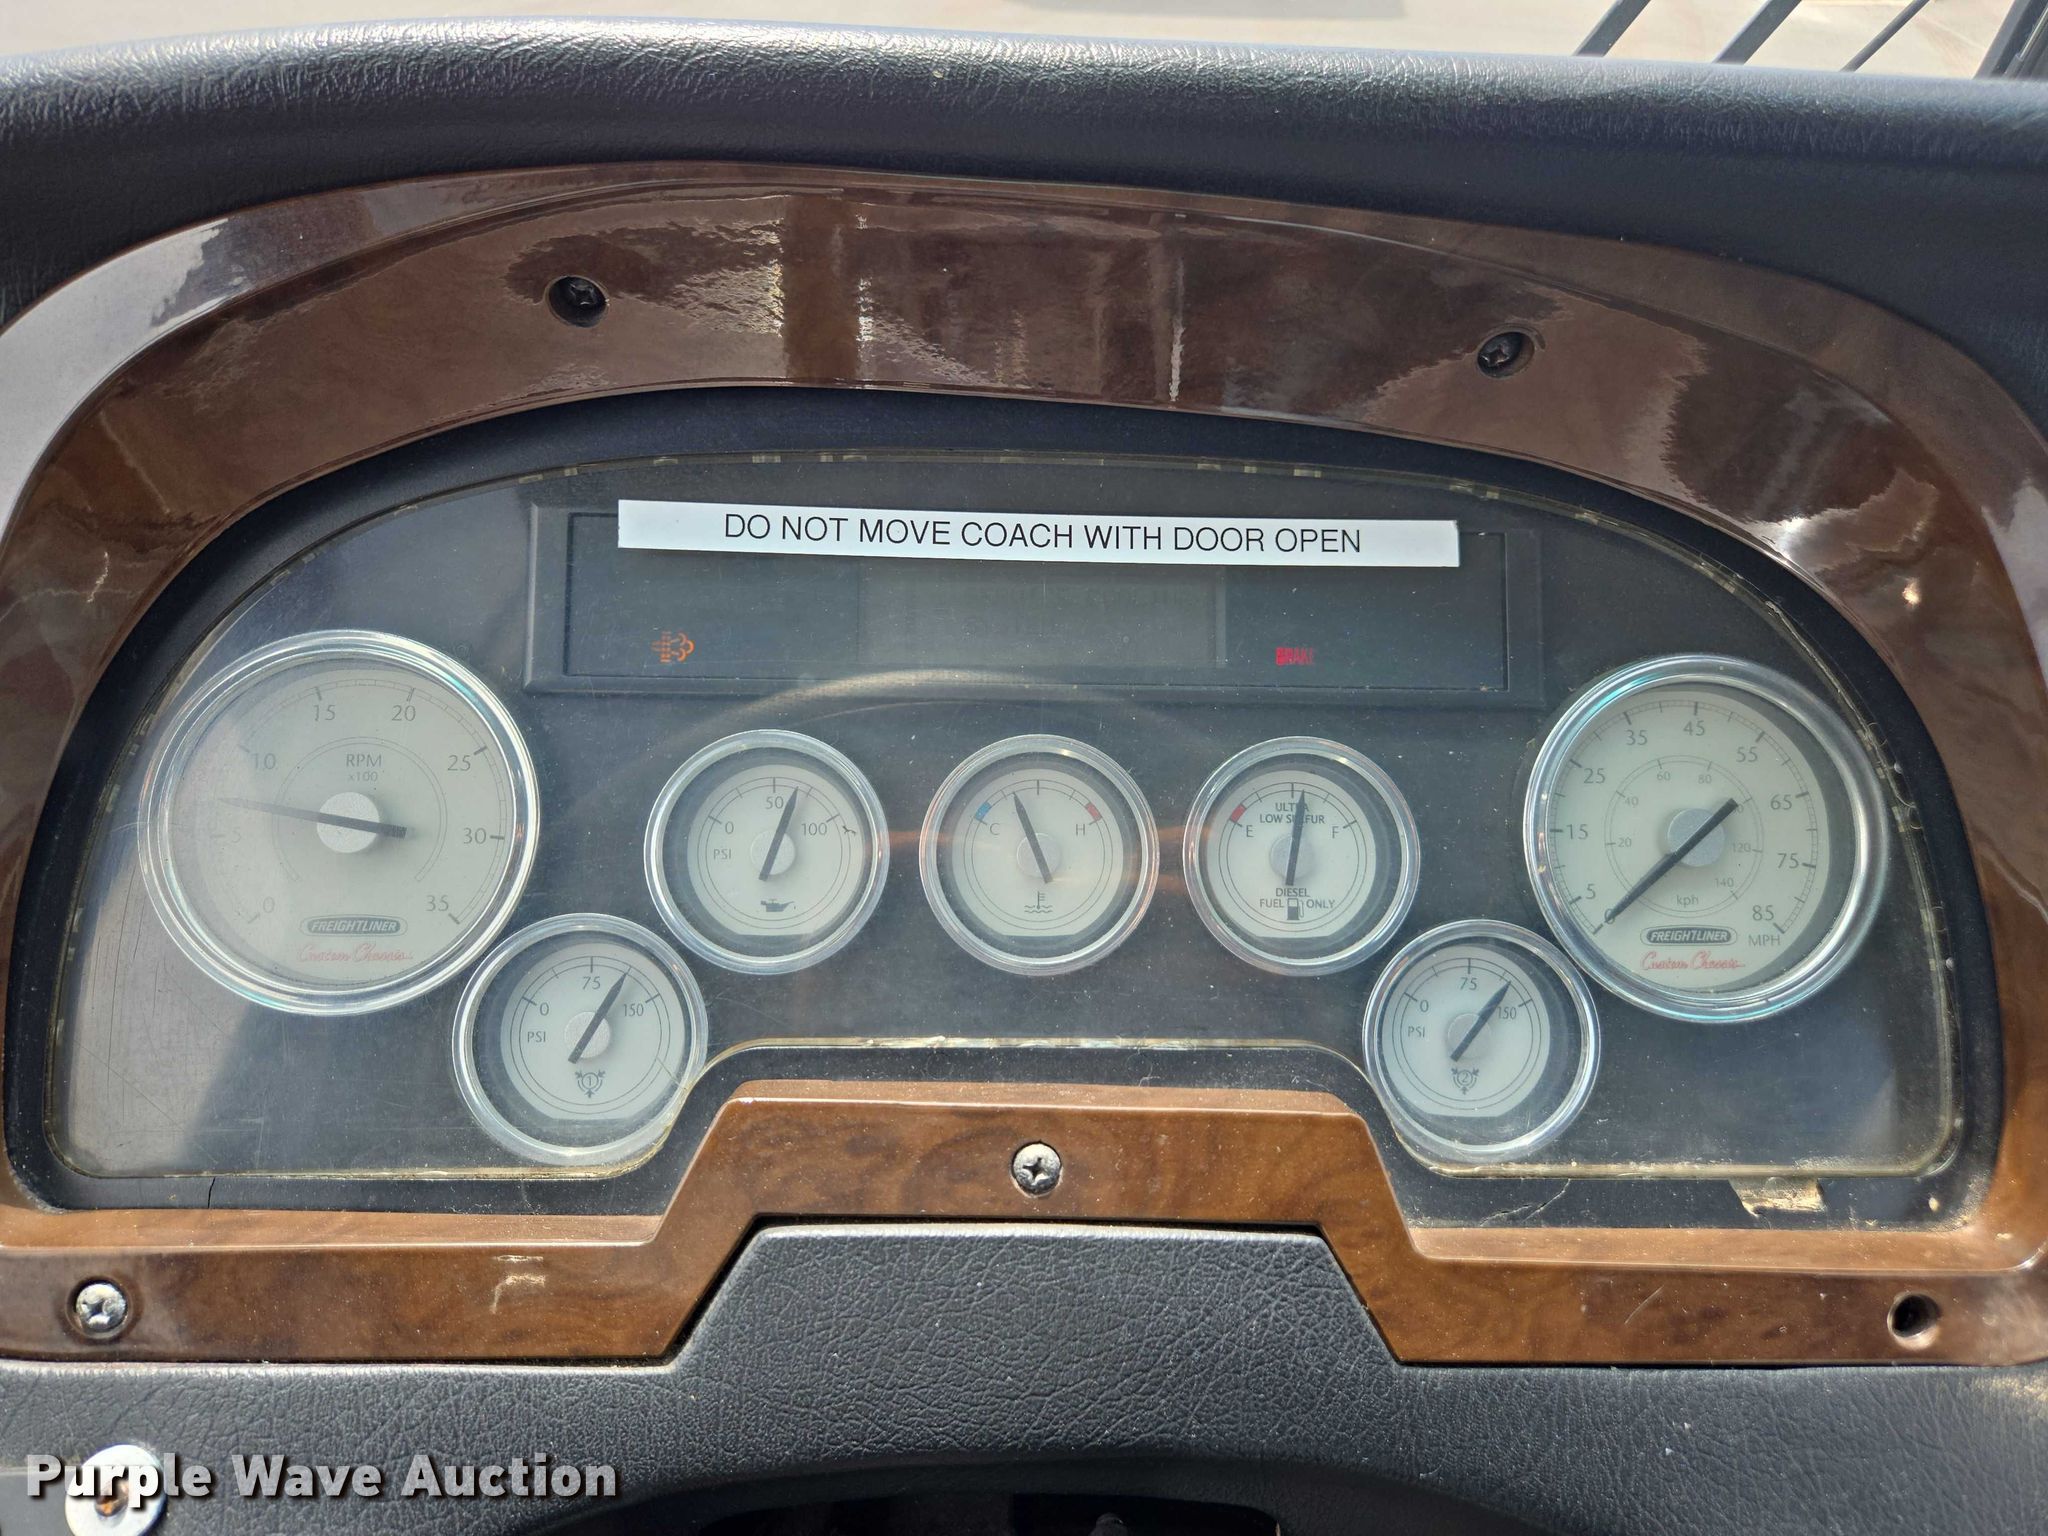 DO NOT MOVE COACH WITH DOOR OPEN
BRAKE
0
5
10
15
20
25
30
35
RPM
x100
FREIGHTLINER
Custom Chassis
0
50
100
PSI
C
H
ULTRA
LOW SULFUR
E
F
DIESEL
FUEL ONLY
0
5
15
25
35
45
55
65
75
85
MPH
20
40
60
80
120
140
kph
FREIGHTLINER
Custom Chassis
0
75
150
PSI
1
0
75
150
PSI
2
Purple Wave Auction